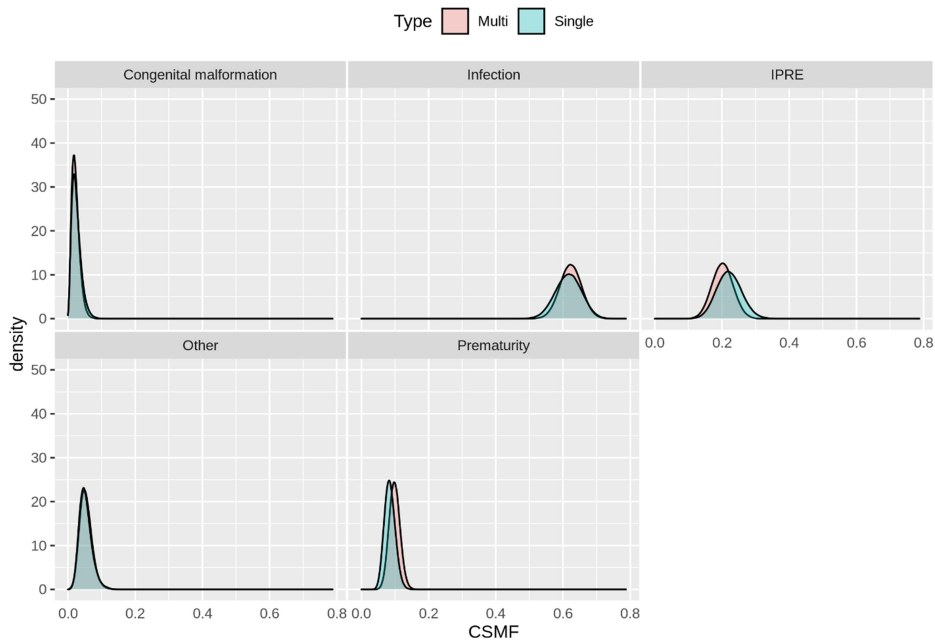 Type Multi Single
Congenital malformation Infection IPRE
50
40
30
20
10
0
0.0 0.2 0.4 0.6 0.8
Other Prematurity
50
40
30
20
10
0
0.0 0.2 0.4 0.6 0.8 0.0 0.2 0.4 0.6 0.8
density
CSMF